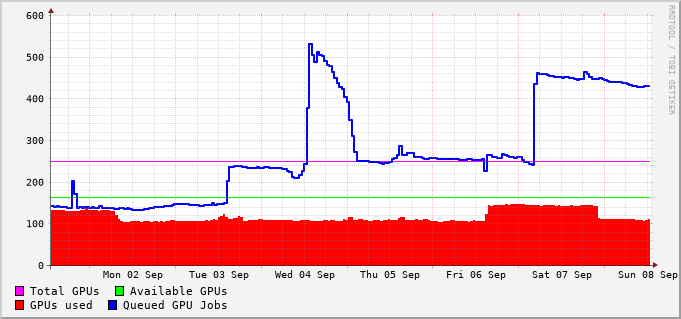 RRDTOOL / TOBI OETIKER
600
500
400
300
200
100
0
Mon 02 Sep Tue 03 Sep Wed 04 Sep Thu 05 Sep Fri 06 Sep Sat 07 Sep Sun 08 Sep
Total GPUs Available GPUs
GPUs used Queued GPU Jobs